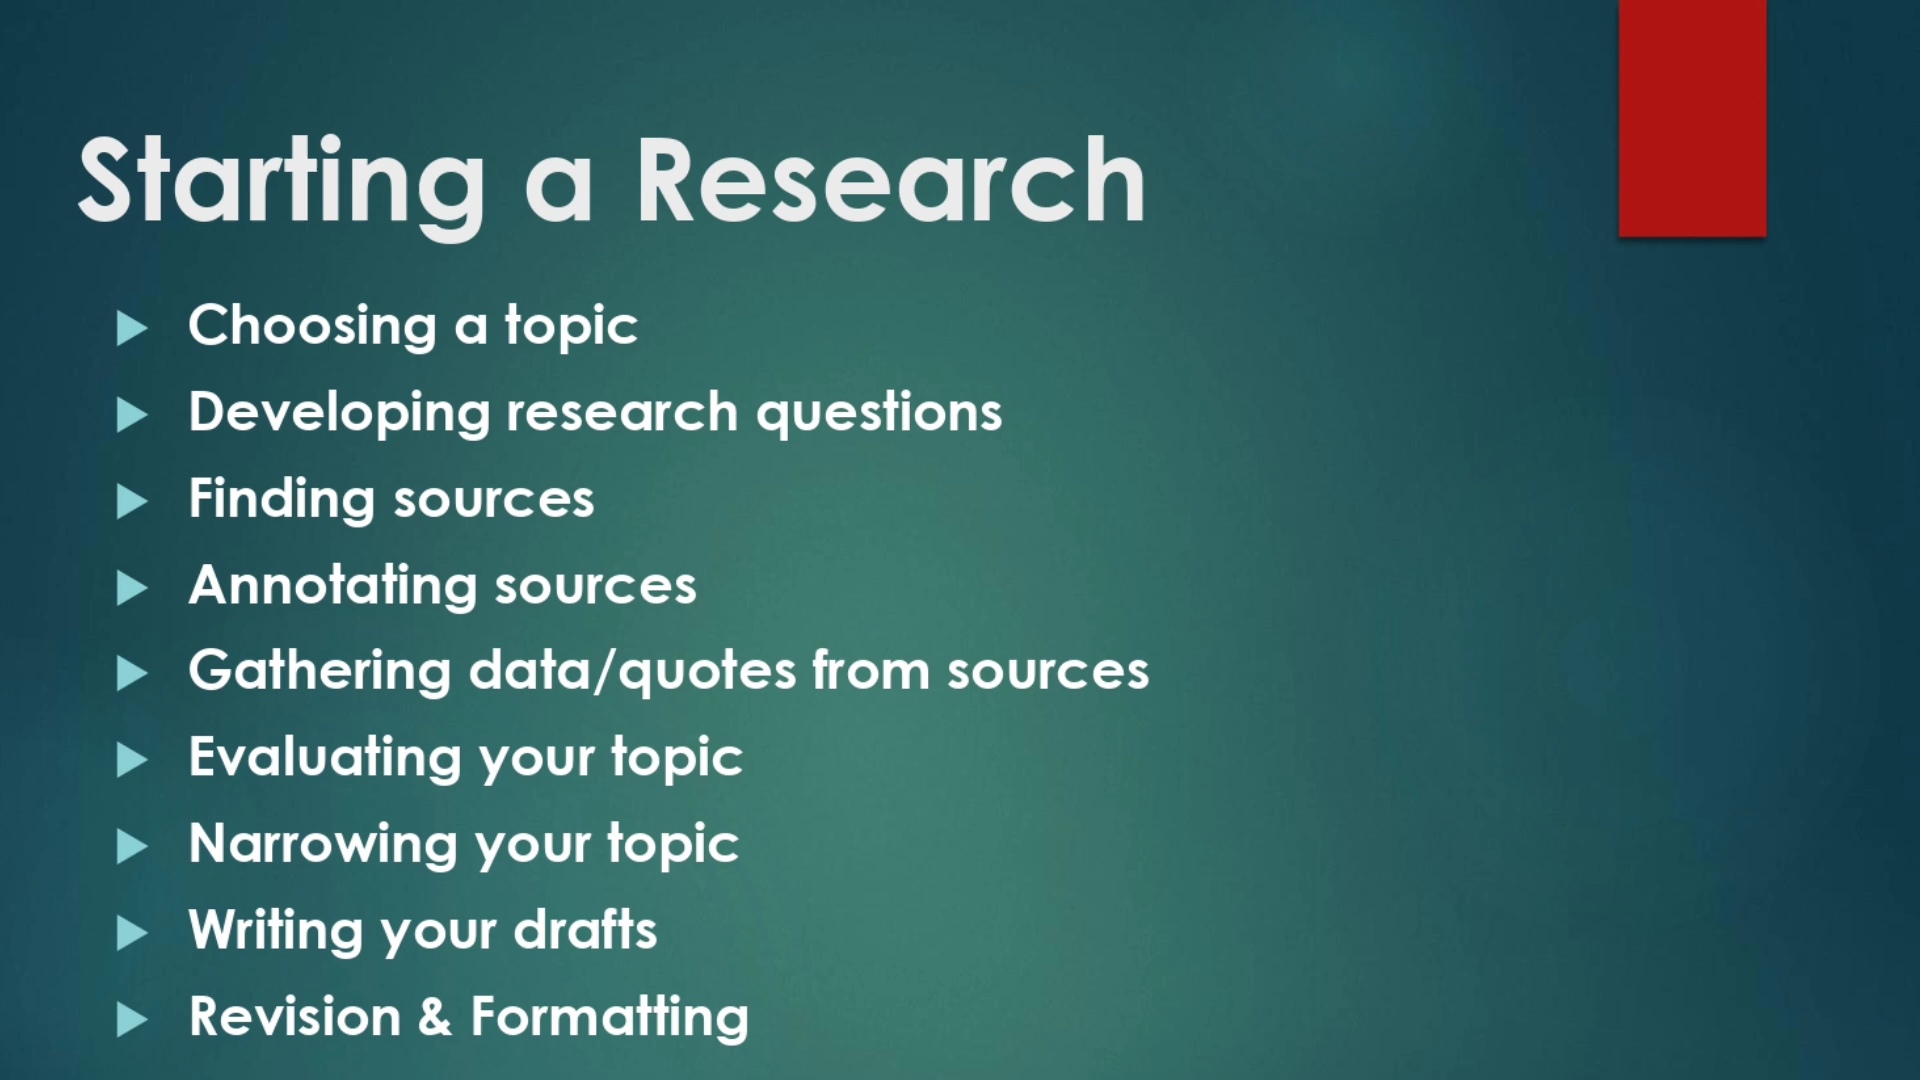 Starting a Research
Choosing a topic
Developing research questions
Finding sources
Annotating sources
Gathering data/quotes from sources
Evaluating your topic
Narrowing your topic
Writing your drafts
Revision & Formatting